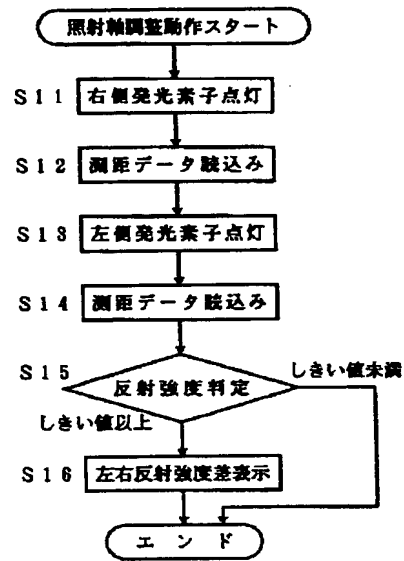 照射軸調整動作スタート
S11 右側発光素子点灯
S12 測距データ読込み
S13 左側発光素子点灯
S14 測距データ読込み
S15 反射強度判定 しきい値未満
しきい値以上
S16 左右反射強度差表示
エンド